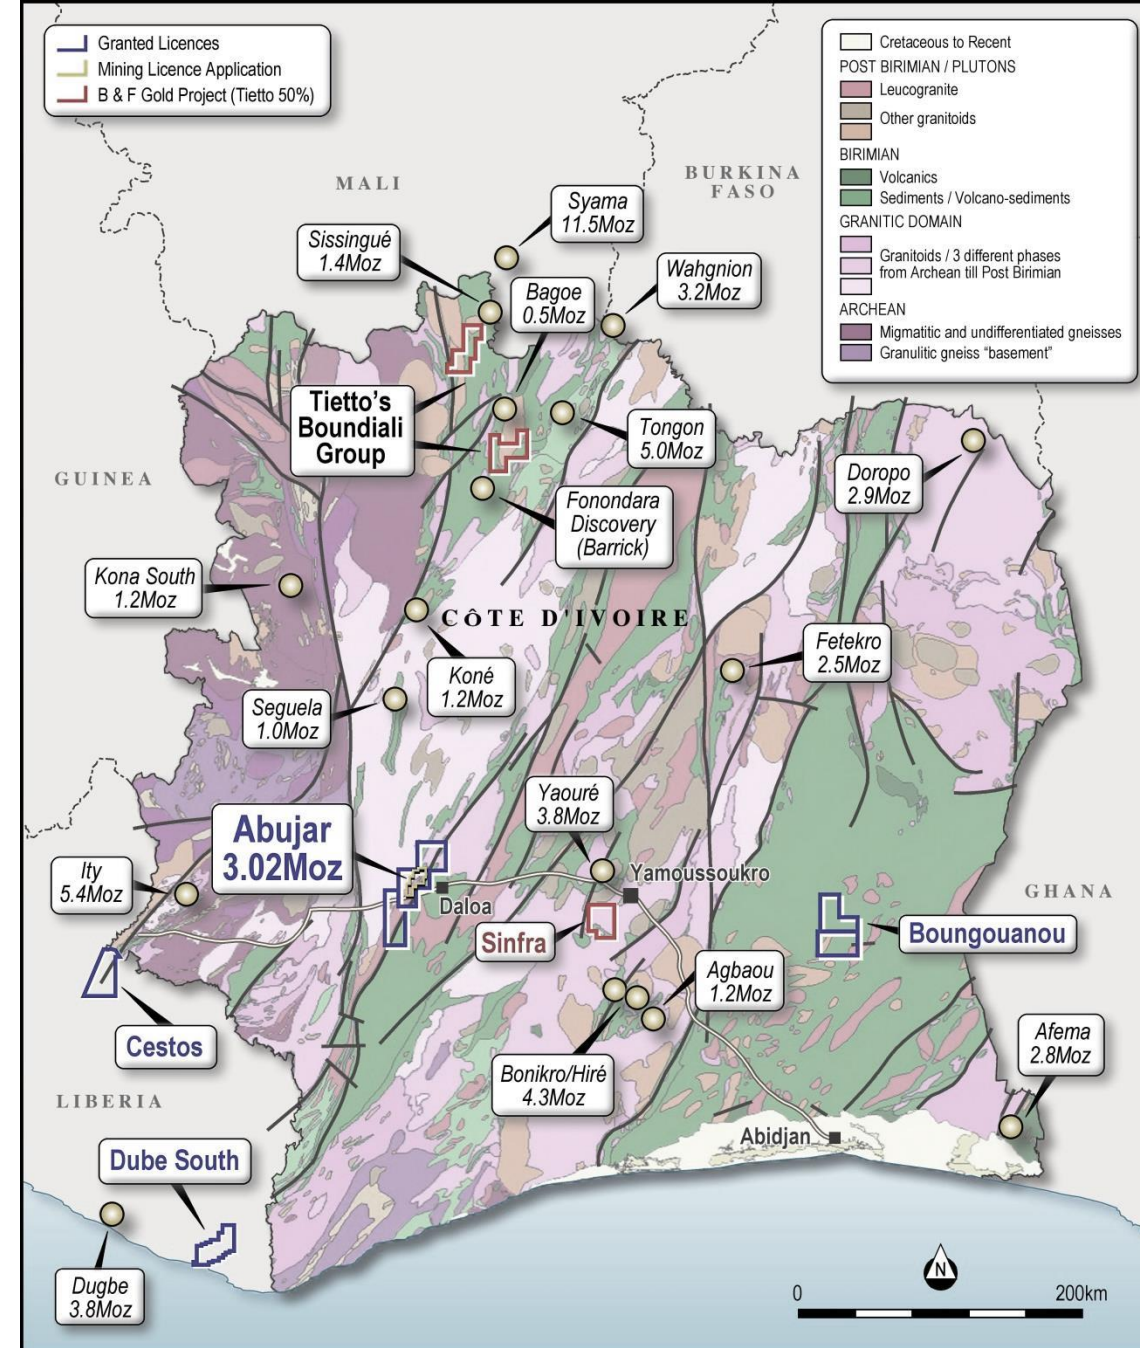 Granted Licences
Mining Licence Application
B & F Gold Project (Tietto 50%)
Cretaceous to Recent
POST BIRIMIAN / PLUTONS
Leucogranite
Other granitoids
BIRIMIAN
Volcanics
Sediments / Volcano-sediments
GRANITIC DOMAIN
Granitoids / 3 different phases
from Archean till Post Birimian
ARCHEAN
Migmatitic and undifferentiated gneisses
Granulitic gneiss “basement”
MALI
BURKINA
FASO
Syama
11.5Moz
Sissingué
1.4Moz
Bagoe
0.5Moz
Wahgnion
3.2Moz
Tietto's
Boundiali
Group
Tongon
5.0Moz
Doropo
2.9Moz
GUINEA
Fonondara
Discovery
(Barrick)
Kona South
1.2Moz
CÔTE D'IVOIRE
Koné
1.2Moz
Fetekro
2.5Moz
Seguela
1.0Moz
Yaouré
3.8Moz
Abujar
3.02Moz
Ity
5.4Moz
Daloa
Yamoussoukro
GHANA
Sinfra
Boungouanou
Agbaou
1.2Moz
Cestos
Bonikro/Hiré
4.3Moz
Afema
2.8Moz
LIBERIA
Abidjan
Dube South
Dugbe
3.8Moz
N
0
200km